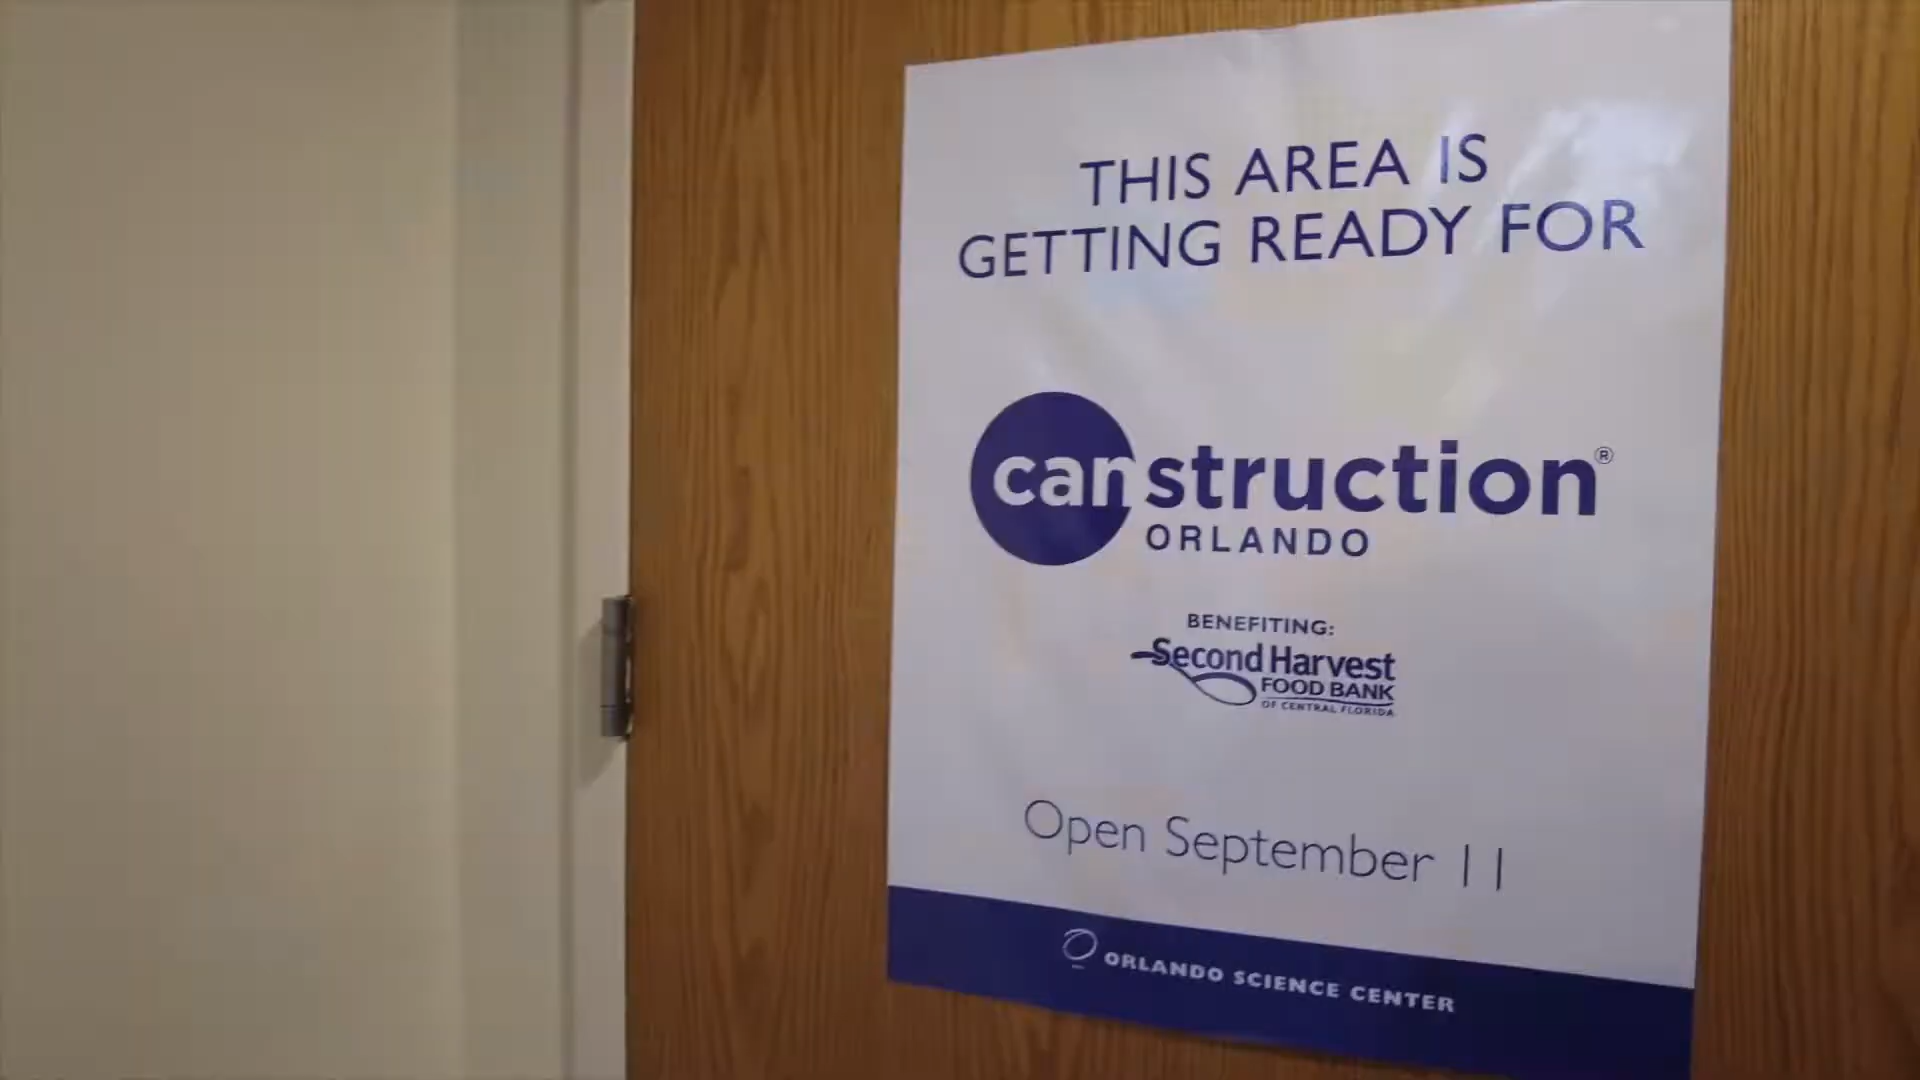 THIS AREA IS
GETTING READY FOR
canstruction®
ORLANDO
BENEFITING:
Second Harvest
FOOD BANK
OF CENTRAL FLORIDA
Open September 11
ORLANDO SCIENCE CENTER